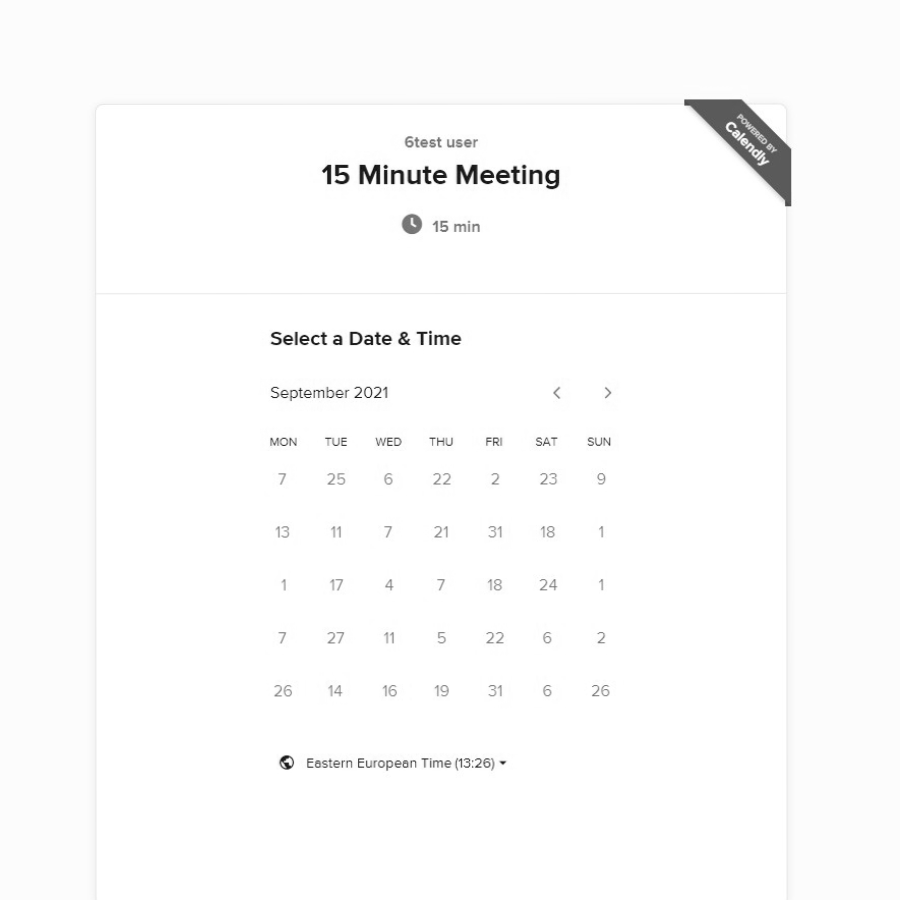 POWERED BY
Calendly
6test user
15 Minute Meeting
15 min
Select a Date & Time
September 2021
MON TUE WED THU FRI SAT SUN
7 25 6 22 2 23 9
13 11 7 21 31 18 1
1 17 4 7 18 24 1
7 27 11 5 22 6 2
26 14 16 19 31 6 26
Eastern European Time (13:26)